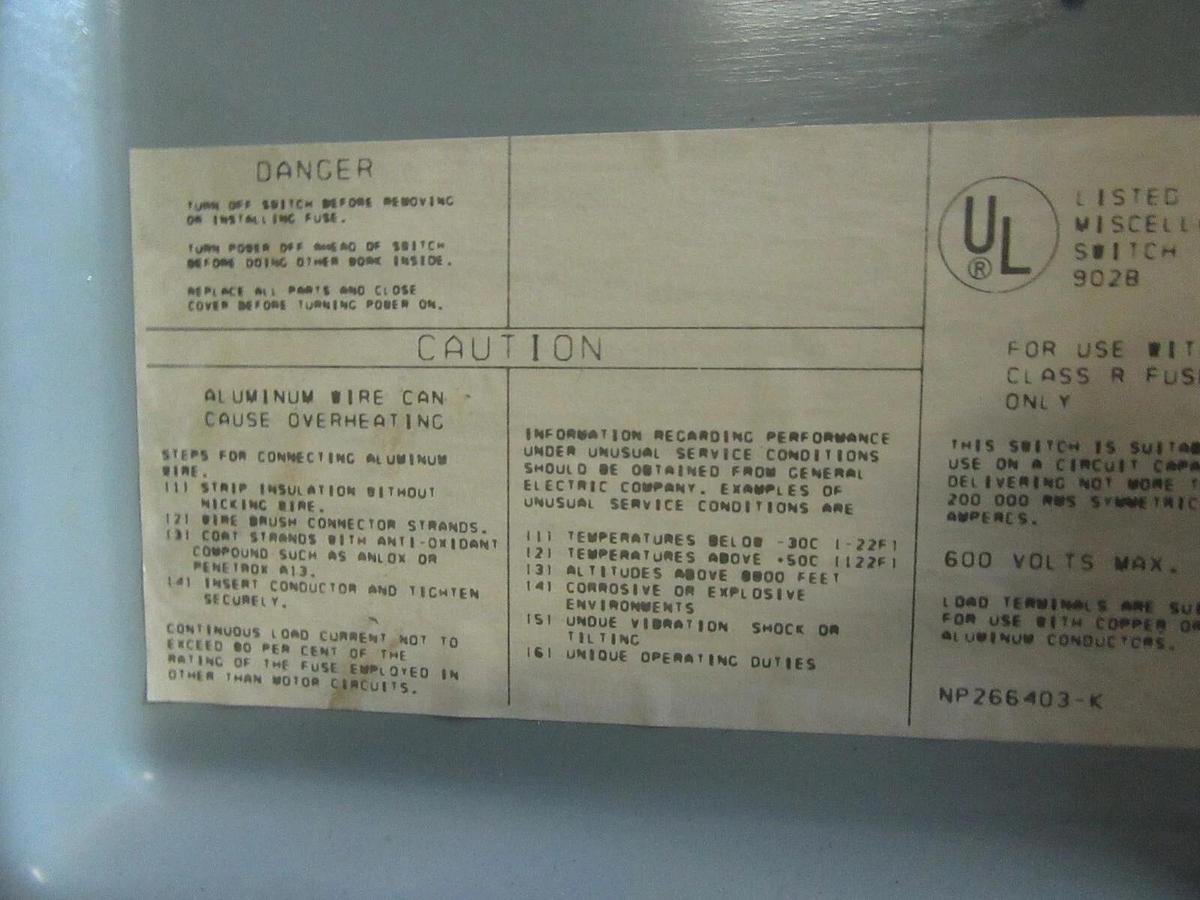 DANGER
TURN OFF SWITCH BEFORE REMOVING
OR INSTALLING FUSE.
TURN POWER OFF AHEAD OF SWITCH
BEFORE DOING OTHER WORK INSIDE.
REPLACE ALL PARTS AND CLOSE
COVER BEFORE TURNING POWER ON.
CAUTION
ALUMINUM WIRE CAN
CAUSE OVERHEATING
STEPS FOR CONNECTING ALUMINUM
WIRE.
(1) STRIP INSULATION WITHOUT
NICKING WIRE.
(2) WIRE BRUSH CONNECTOR STRANDS.
(3) COAT STRANDS WITH ANTI-OXIDANT
COMPOUND SUCH AS ANLOX OR
PENETROX A13.
(4) INSERT CONDUCTOR AND TIGHTEN
SECURELY.
CONTINUOUS LOAD CURRENT NOT TO
EXCEED 80 PER CENT OF THE
RATING OF THE FUSE EMPLOYED IN
OTHER THAN MOTOR CIRCUITS.
INFORMATION REGARDING PERFORMANCE
UNDER UNUSUAL SERVICE CONDITIONS
SHOULD BE OBTAINED FROM GENERAL
ELECTRIC COMPANY. EXAMPLES OF
UNUSUAL SERVICE CONDITIONS ARE
(1) TEMPERATURES BELOW -30C (-22F)
(2) TEMPERATURES ABOVE +50C (122F)
(3) ALTITUDES ABOVE FEET
(4) CORROSIVE OR EXPLOSIVE
ENVIRONMENTS
(5) UNDUE VIBRATION SHOCK OR
TILTING
(6) UNIQUE OPERATING DUTIES
UL
®
LISTED
MISCELL
SWITCH
902B
FOR USE WIT
CLASS R FUS
ONLY
THIS SWITCH IS SUITA
USE ON A CIRCUIT CAPA
DELIVERING NOT MORE T
200 000 RMS SYMMETRIC
AMPERES.
600 VOLTS MAX.
LOAD TERMINALS ARE SUI
FOR USE WITH COPPER OR
ALUMINUM CONDUCTORS.
NP266403-K